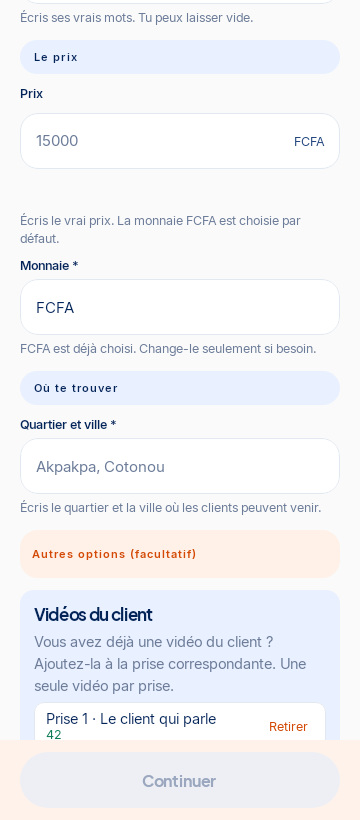 Écris ses vrais mots. Tu peux laisser vide.
Le prix
Prix
15000 FCFA
Écris le vrai prix. La monnaie FCFA est choisie par
défaut.
Monnaie *
FCFA
FCFA est déjà choisi. Change-le seulement si besoin.
Où te trouver
Quartier et ville *
Akpakpa, Cotonou
Écris le quartier et la ville où les clients peuvent venir.
Autres options (facultatif)
Vidéos du client
Vous avez déjà une vidéo du client ?
Ajoutez-la à la prise correspondante. Une
seule vidéo par prise.
Prise 1 · Le client qui parle
42
Retirer
Continuer